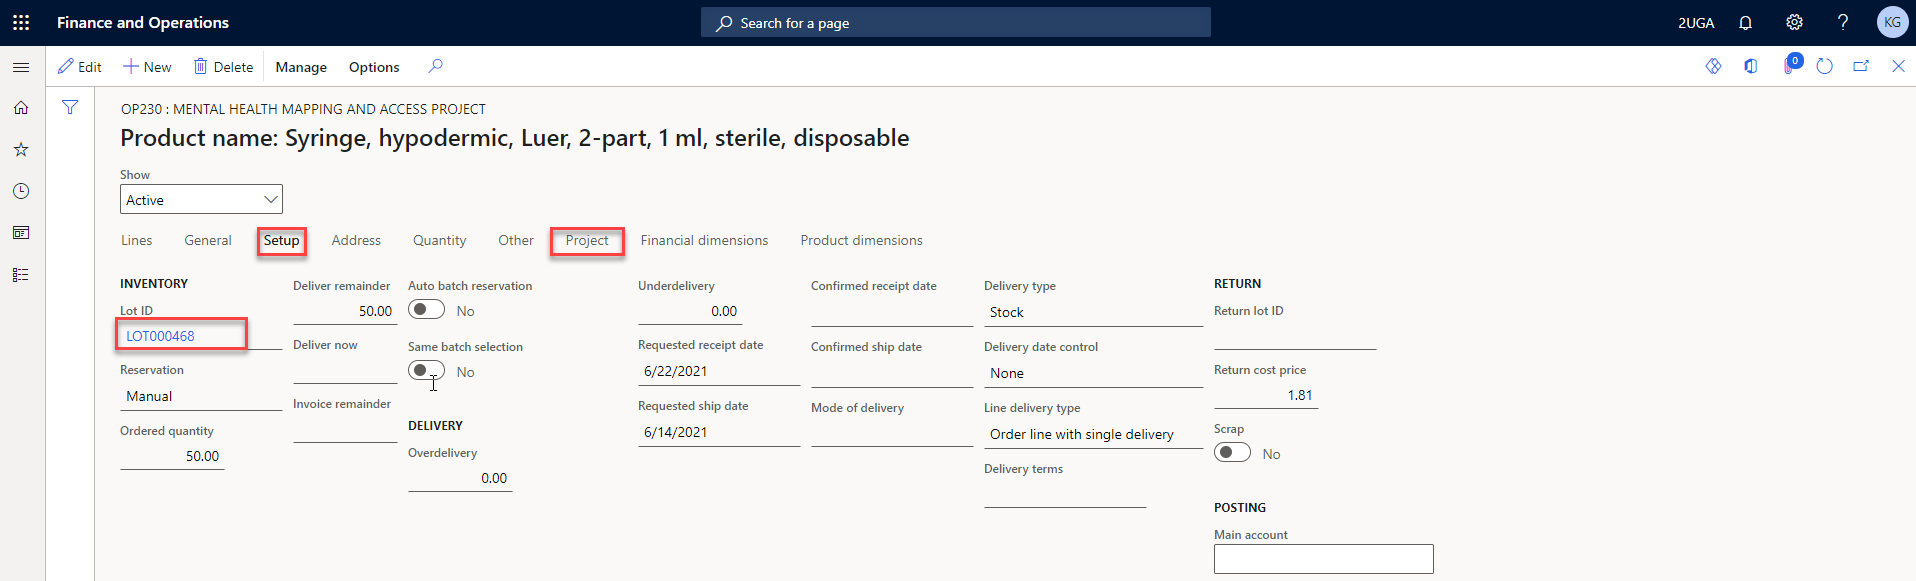 Finance and Operations
Search for a page
2UGA
KG
Edit
New
Delete
Manage
Options
0
OP230 : MENTAL HEALTH MAPPING AND ACCESS PROJECT
Product name: Syringe, hypodermic, Luer, 2-part, 1 ml, sterile, disposable
Show
Active
Lines
General
Setup
Address
Quantity
Other
Project
Financial dimensions
Product dimensions
INVENTORY
Lot ID
LOT000468
Reservation
Manual
Ordered quantity
50.00
Deliver remainder
50.00
Deliver now
Invoice remainder
Auto batch reservation
No
Same batch selection
No
DELIVERY
Overdelivery
0.00
Underdelivery
0.00
Requested receipt date
6/22/2021
Requested ship date
6/14/2021
Confirmed receipt date
Confirmed ship date
Mode of delivery
Delivery type
Stock
Delivery date control
None
Line delivery type
Order line with single delivery
Delivery terms
RETURN
Return lot ID
Return cost price
1.81
Scrap
No
POSTING
Main account